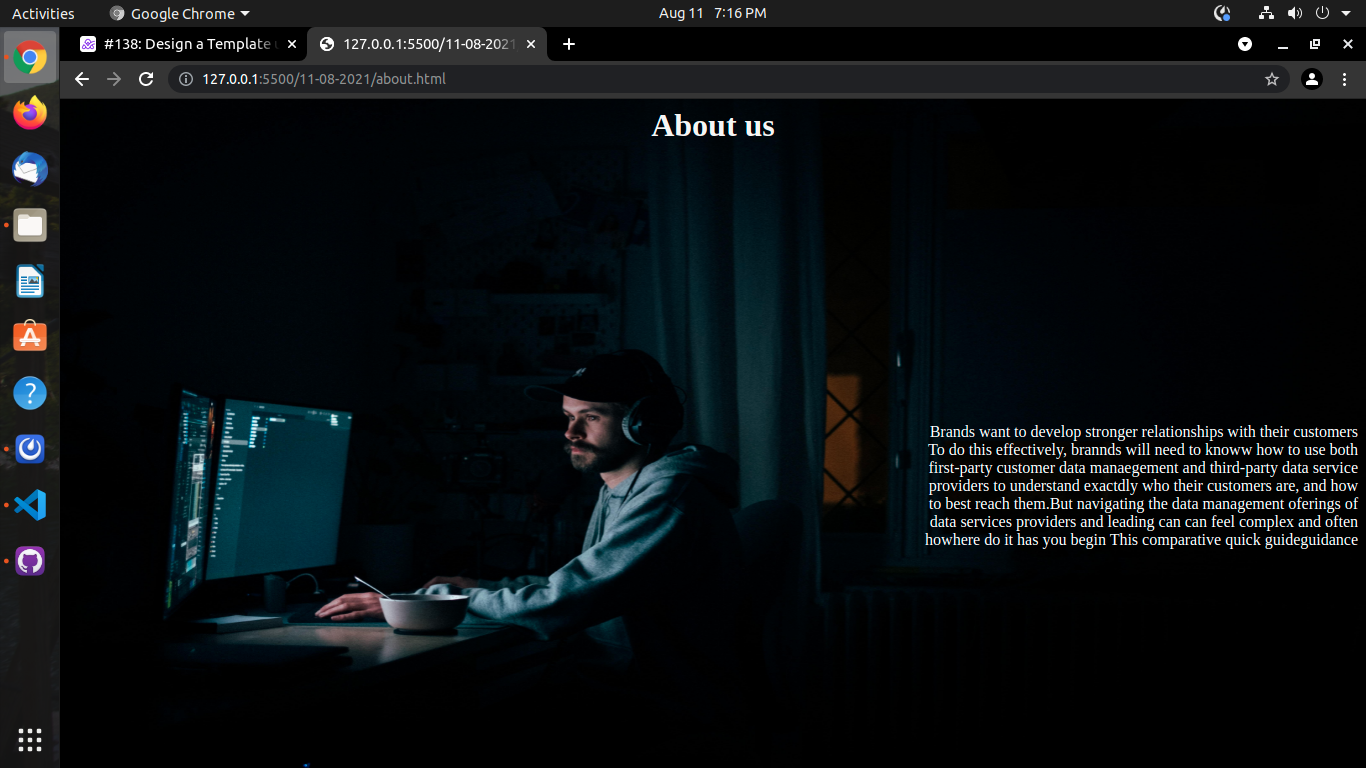 Activities
Google Chrome
Aug 11 7:16 PM
#138: Design a Template
127.0.0.1:5500/11-08-2021
127.0.0.1:5500/11-08-2021/about.html
About us
Brands want to develop stronger relationships with their customers
To do this effectively, brannds will need to knoww how to use both
first-party customer data manaegement and third-party data service
providers to understand exactdly who their customers are, and how
to best reach them.But navigating the data management oferings of
data services providers and leading can can feel complex and often
howhere do it has you begin This comparative quick guideguidance